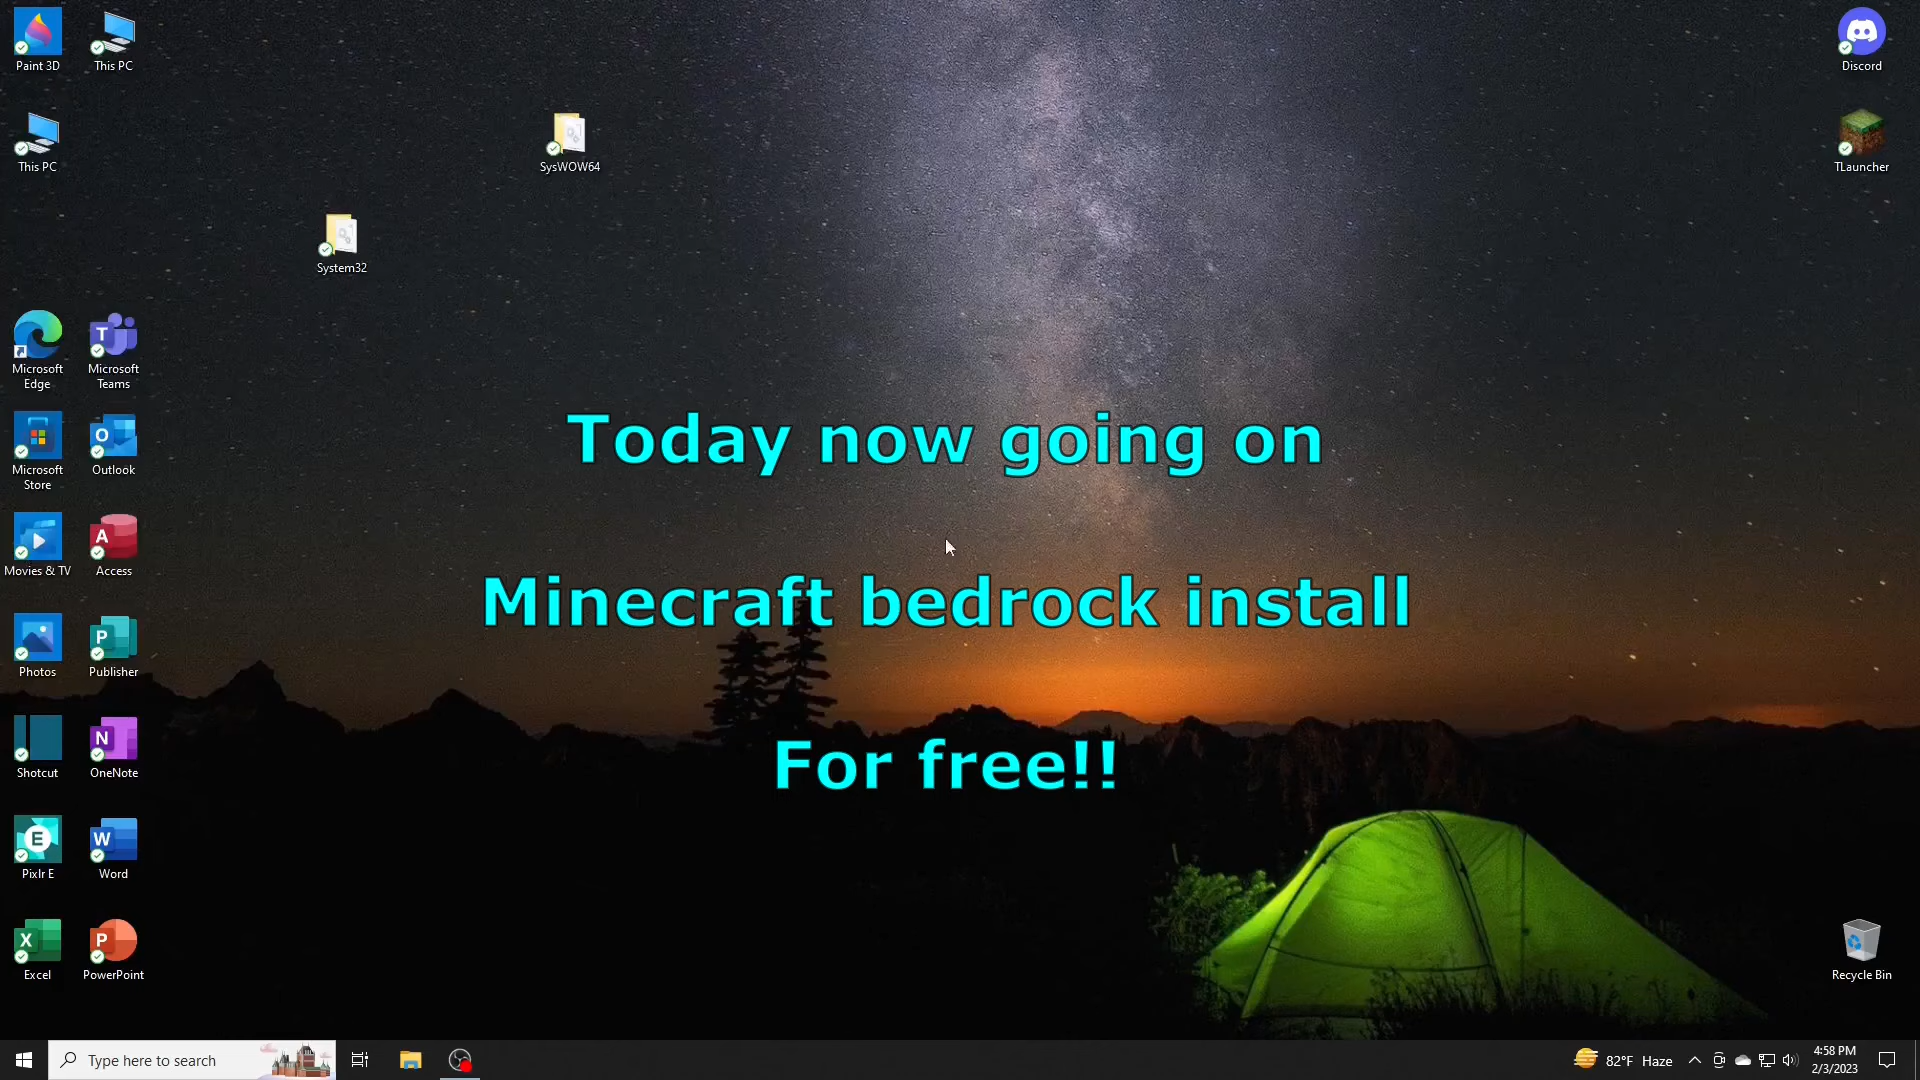 Paint 3D
This PC
Discord
This PC
SysWOW64
TLauncher
System32
Microsoft
Edge
Microsoft
Teams
Today now going on
Microsoft
Store
Outlook
Movies & TV
Access
Minecraft bedrock install
Photos
Publisher
For free!!
Shotcut
OneNote
Pixlr E
Word
Excel
PowerPoint
Recycle Bin
Type here to search
82°F Haze
4:58 PM
2/3/2023